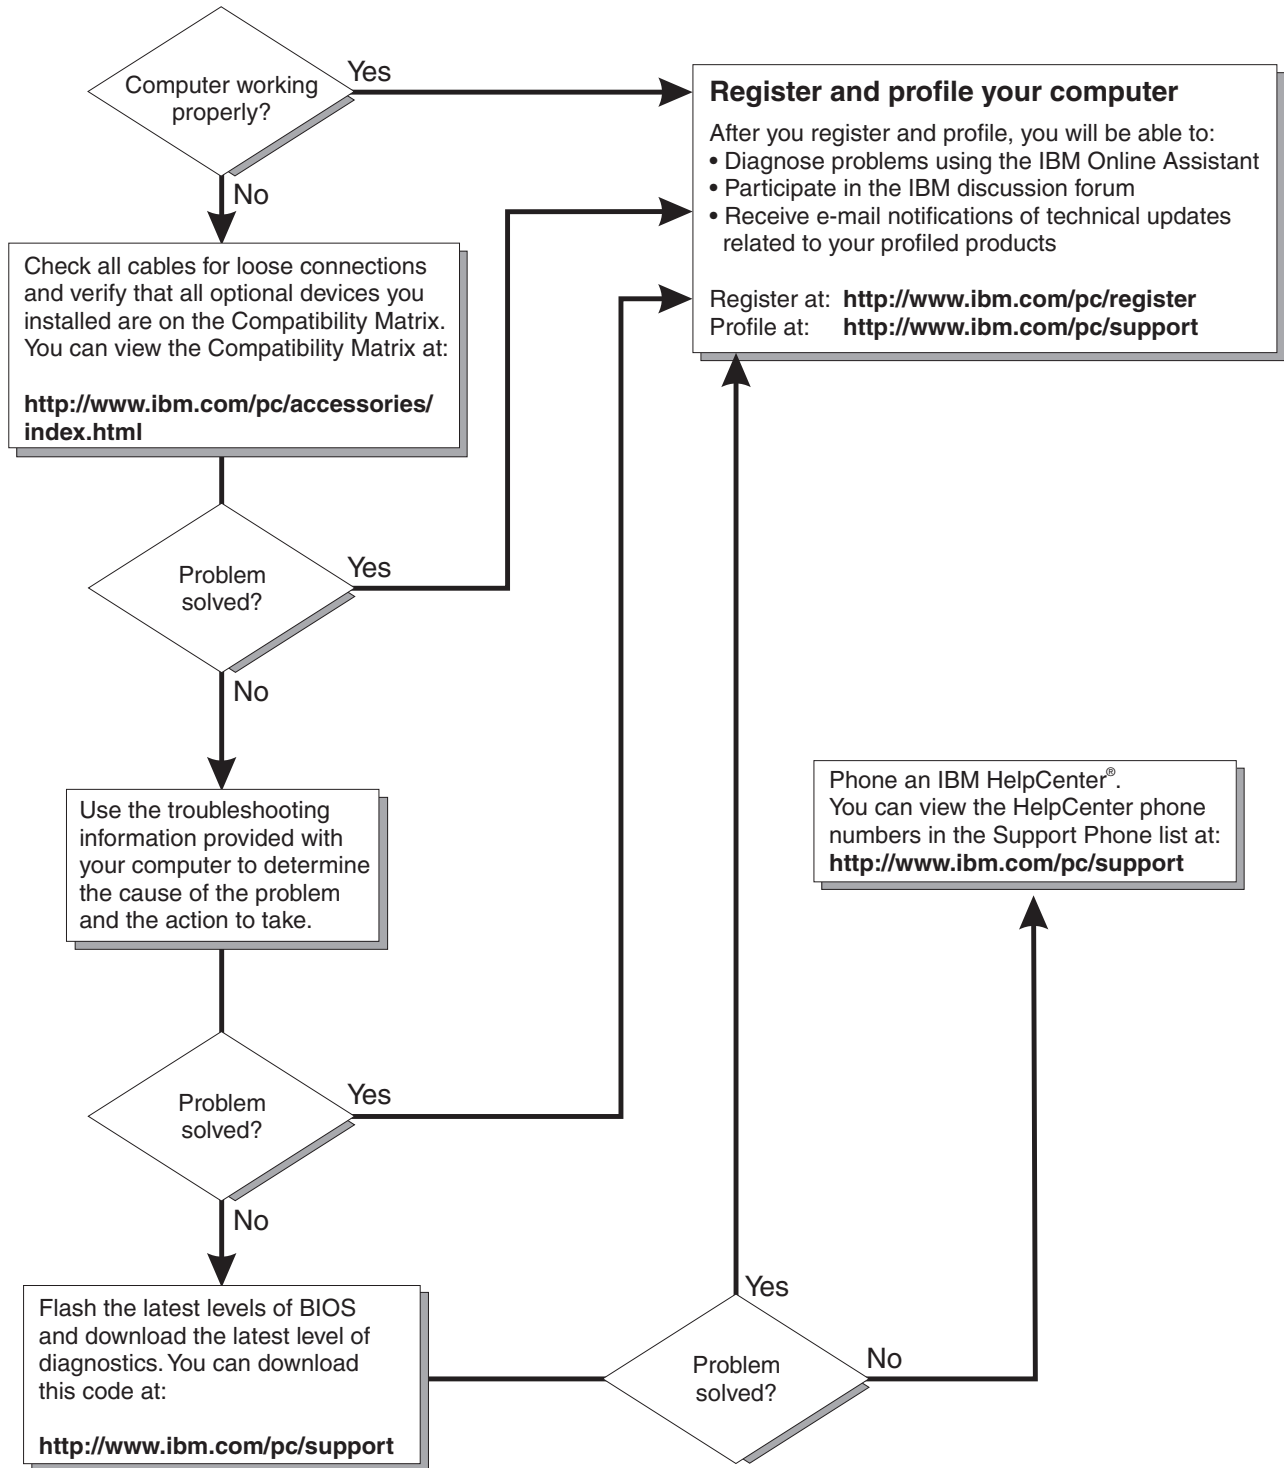 Computer working
properly?
Yes
No
Register and profile your computer
After you register and profile, you will be able to:
• Diagnose problems using the IBM Online Assistant
• Participate in the IBM discussion forum
• Receive e-mail notifications of technical updates
related to your profiled products
Register at: http://www.ibm.com/pc/register
Profile at: http://www.ibm.com/pc/support
Check all cables for loose connections
and verify that all optional devices you
installed are on the Compatibility Matrix.
You can view the Compatibility Matrix at:
http://www.ibm.com/pc/accessories/
index.html
Problem
solved?
Yes
No
Use the troubleshooting
information provided with
your computer to determine
the cause of the problem
and the action to take.
Problem
solved?
Yes
No
Flash the latest levels of BIOS
and download the latest level of
diagnostics. You can download
this code at:
http://www.ibm.com/pc/support
Problem
solved?
Yes
No
Phone an IBM HelpCenter®.
You can view the HelpCenter phone
numbers in the Support Phone list at:
http://www.ibm.com/pc/support